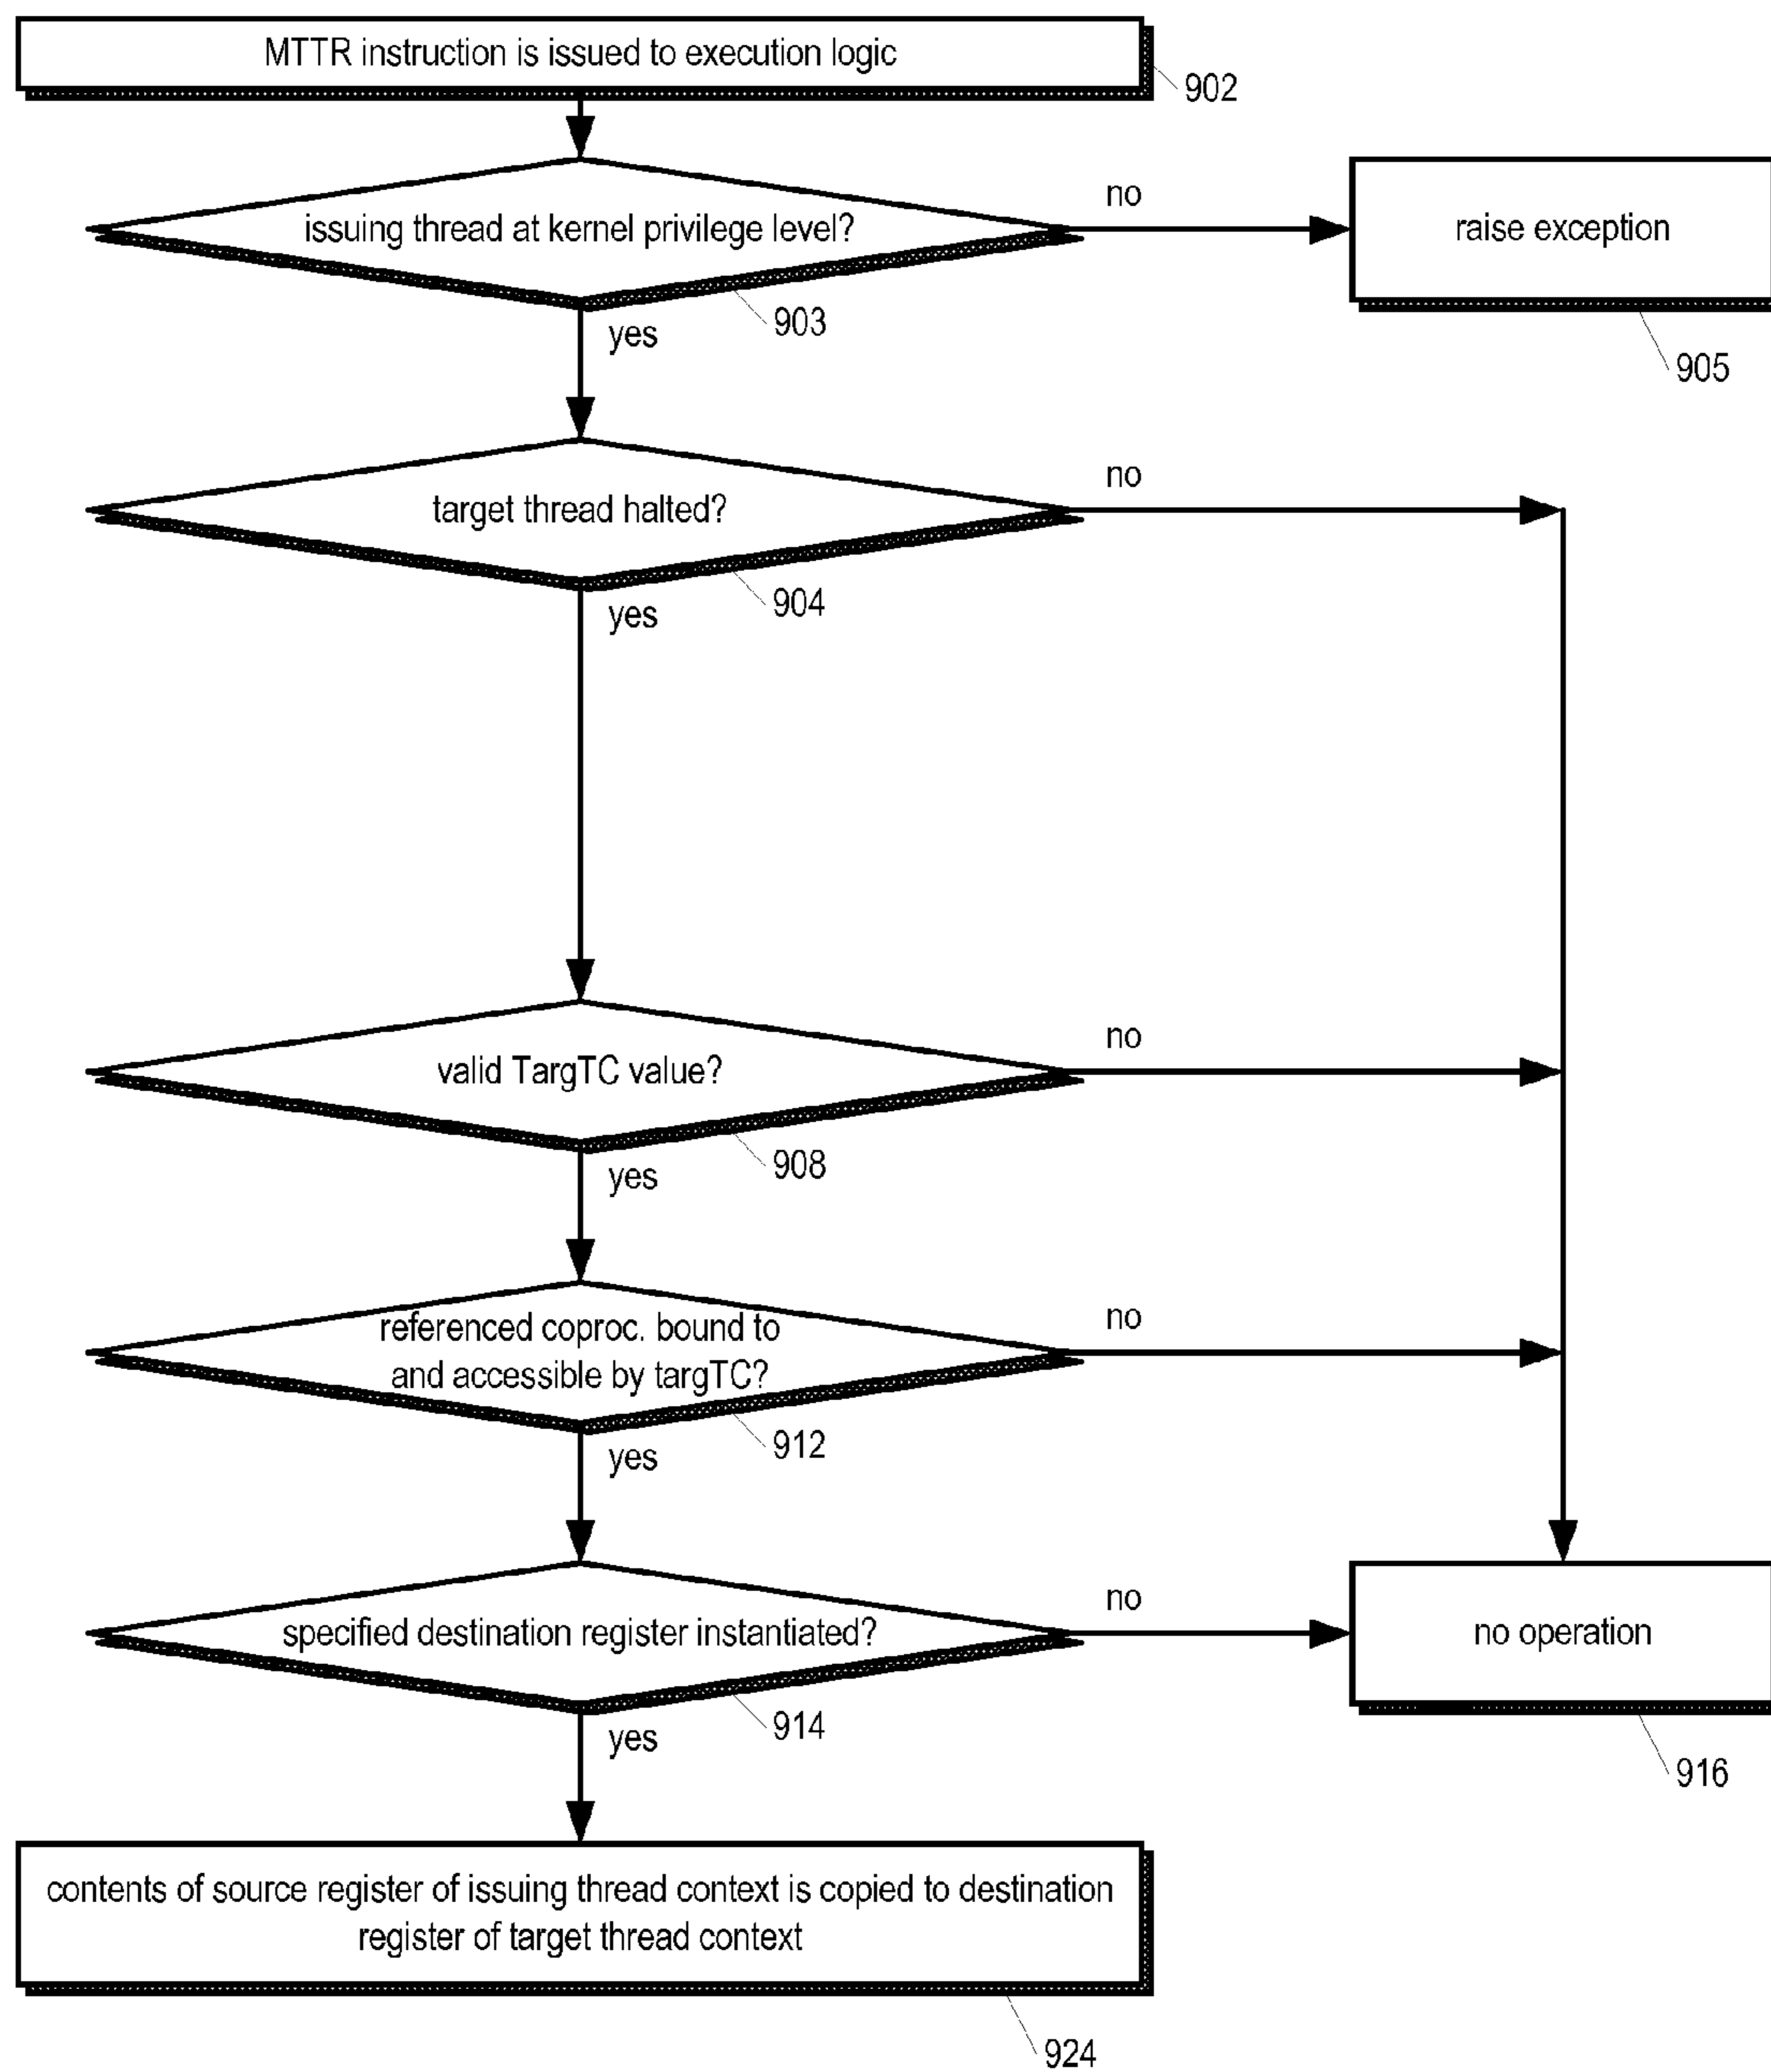 MTTR instruction is issued to execution logic
902
issuing thread at kernel privilege level?
no
raise exception
903
yes
905
target thread halted?
no
904
yes
valid TargTC value?
no
908
yes
referenced coproc. bound to
and accessible by targTC?
no
912
yes
specified destination register instantiated?
no
no operation
914
yes
916
contents of source register of issuing thread context is copied to destination
register of target thread context
924